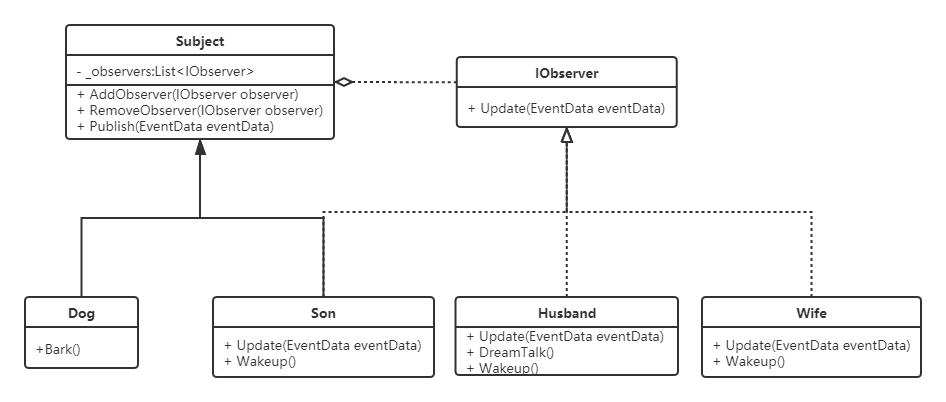 Subject
- _observers:List<IObserver>
+ AddObserver(IObserver observer)
+ RemoveObserver(IObserver observer)
+ Publish(EventData eventData)
IObserver
+ Update(EventData eventData)
Dog
+Bark()
Son
+ Update(EventData eventData)
+ Wakeup()
Husband
+ Update(EventData eventData)
+ DreamTalk()
+ Wakeup()
Wife
+ Update(EventData eventData)
+ Wakeup()